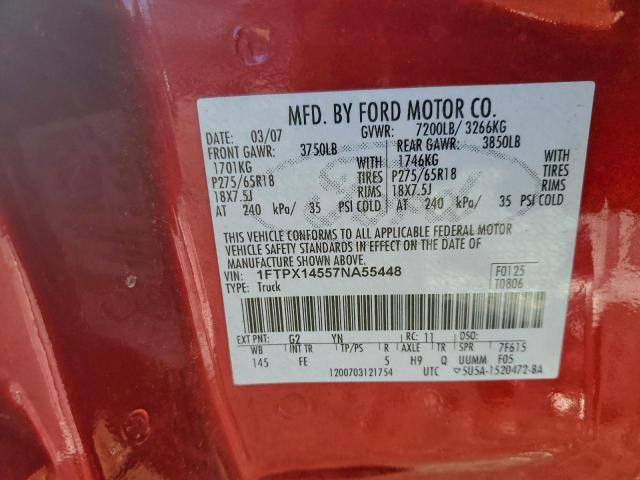 MFD. BY FORD MOTOR CO.
DATE: 03/07 GVWR: 7200LB/ 3266KG
FRONT GAWR: 3750LB REAR GAWR: 3850LB
1701KG WITH 1746KG WITH
P275/65R18 TIRES P275/65R18 TIRES
18X7.5J RIMS 18X7.5J RIMS
AT 240 kPa/ 35 PSI COLD AT 240 kPa/ 35 PSI COLD
Ford
THIS VEHICLE CONFORMS TO ALL APPLICABLE FEDERAL MOTOR
VEHICLE SAFETY STANDARDS IN EFFECT ON THE DATE OF
MANUFACTURE SHOWN ABOVE.
VIN: 1FTPX14557NA55448 F0125
TYPE: Truck T0806
EXT PNT: G2 YN RC: 11 DSO:
WB INT TR TP/PS R AXLE TR SPR 7F615
145 FE 5 H9 Q UUMM F05
1200703121754 UTC ▽5U5A-1520472-BA